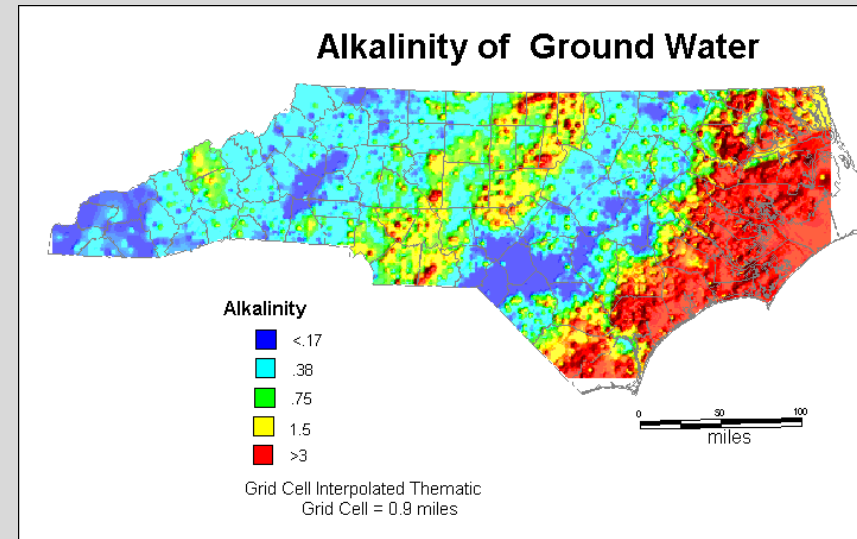 Alkalinity of Ground Water
Alkalinity
<.17
.38
.75
1.5
>3
0 50 100
miles
Grid Cell Interpolated Thematic
Grid Cell = 0.9 miles